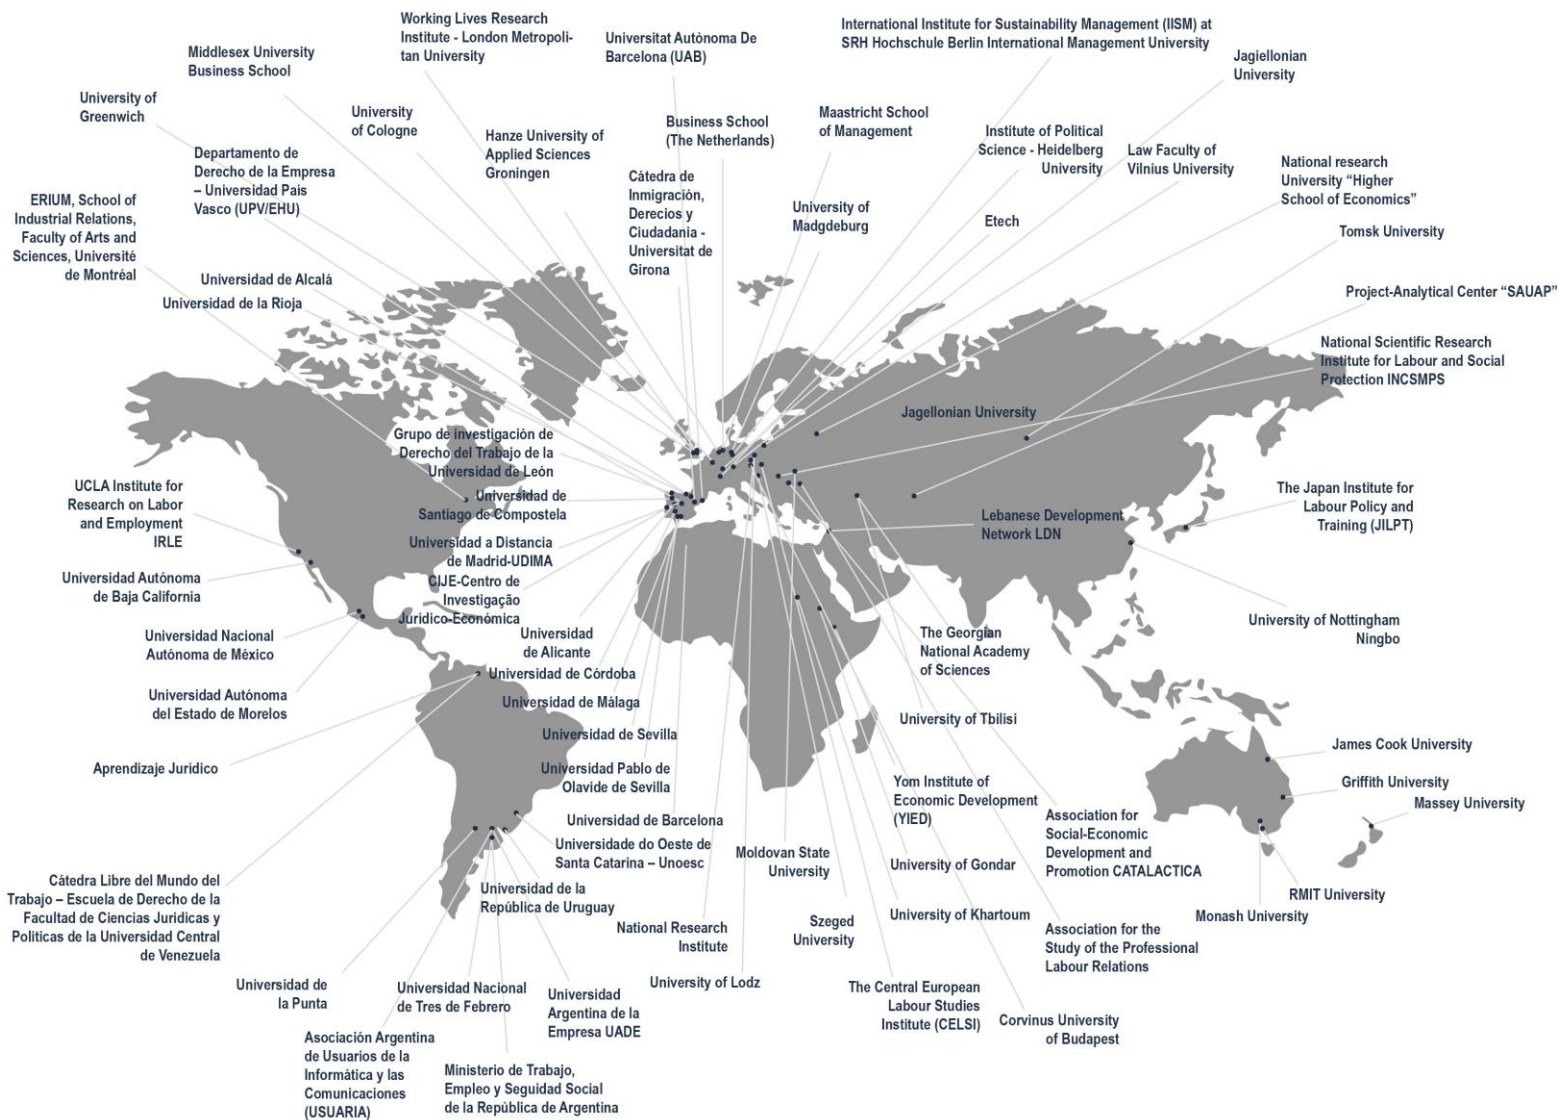 Working Lives Research
Institute - London Metropoli-
tan University
International Institute for Sustainability Management (IISM) at
SRH Hochschule Berlin International Management University
Middlesex University
Business School
Universitat Autònoma De
Barcelona (UAB)
Jagiellonian
University
University of
Greenwich
University
of Cologne
Hanze University of
Applied Sciences
Groningen
Business School
(The Netherlands)
Maastricht School
of Management
Institute of Political
Science - Heidelberg
University
Law Faculty of
Vilnius University
National research
University “Higher
School of Economics”
Departamento de
Derecho de la Empresa
– Universidad Pais
Vasco (UPV/EHU)
Cátedra de
Inmigración,
Derecios y
Ciudadania -
Universitat de
Girona
University of
Madgdeburg
Etech
Tomsk University
ERIUM, School of
Industrial Relations,
Faculty of Arts and
Sciences, Université
de Montréal
Universidad de Alcalá
Universidad de la Rioja
Project-Analytical Center “SAUAP”
National Scientific Research
Institute for Labour and Social
Protection INCSMPS
Jagellonian University
Grupo de investigación de
Derecho del Trabajo de la
Universidad de León
UCLA Institute for
Research on Labor
and Employment
IRLE
Universidad de
Santiago de Compostela
The Japan Institute for
Labour Policy and
Training (JILPT)
Lebanese Development
Network LDN
Universidad a Distancia
de Madrid-UDIMA
CIJE-Centro de
Investigação
Juridico-Económica
Universidad Autónoma
de Baja California
University of Nottingham
Ningbo
Universidad Nacional
Autónoma de México
Universidad
de Alicante
The Georgian
National Academy
of Sciences
Universidad de Córdoba
Universidad Autónoma
del Estado de Morelos
Universidad de Málaga
University of Tbilisi
Universidad de Sevilla
James Cook University
Aprendizaje Jurídico
Universidad Pablo de
Olavide de Sevilla
Yom Institute of
Economic Development
(YIED)
Griffith University
Massey University
Universidad de Barcelona
Association for
Social-Economic
Development and
Promotion CATALACTICA
Universidade do Oeste de
Santa Catarina – Unoesc
Moldovan State
University
University of Gondar
Cátedra Libre del Mundo del
Trabajo – Escuela de Derecho de la
Facultad de Ciencias Juridicas y
Politicas de la Universidad Central
de Venezuela
Universidad de la
República de Uruguay
RMIT University
Monash University
University of Khartoum
National Research
Institute
Szeged
University
Association for the
Study of the Professional
Labour Relations
Universidad de
la Punta
Universidad Nacional
de Tres de Febrero
Universidad
Argentina de la
Empresa UADE
University of Lodz
The Central European
Labour Studies
Institute (CELSI)
Corvinus University
of Budapest
Asociación Argentina
de Usuarios de la
Informática y las
Comunicaciones
(USUARIA)
Ministerio de Trabajo,
Empleo y Seguidad Social
de la Repùblica de Argentina